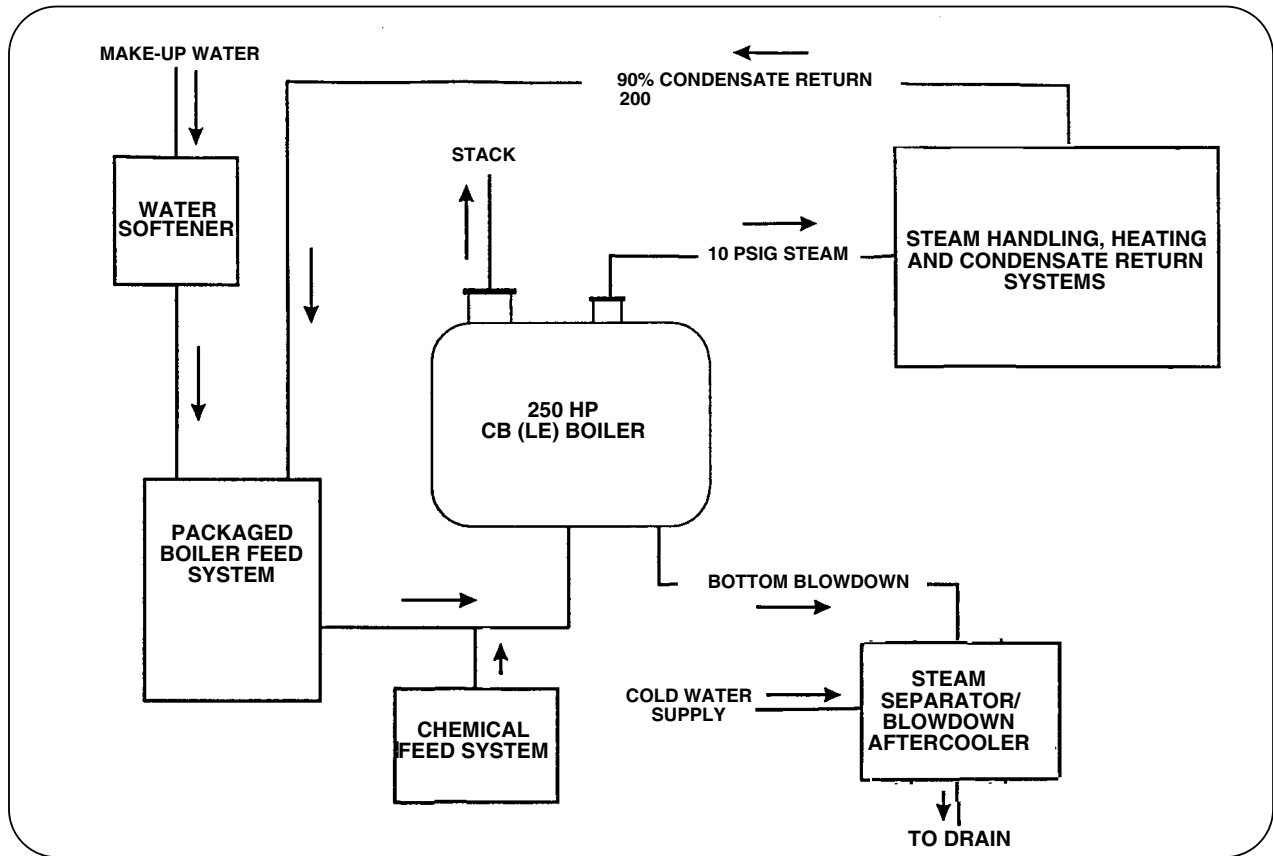 MAKE-UP WATER
90% CONDENSATE RETURN
200
STACK
WATER
SOFTENER
10 PSIG STEAM
STEAM HANDLING, HEATING
AND CONDENSATE RETURN
SYSTEMS
250 HP
CB (LE) BOILER
PACKAGED
BOILER FEED
SYSTEM
BOTTOM BLOWDOWN
COLD WATER
SUPPLY
STEAM
SEPARATOR/
BLOWDOWN
AFTERCOOLER
CHEMICAL
FEED SYSTEM
TO DRAIN